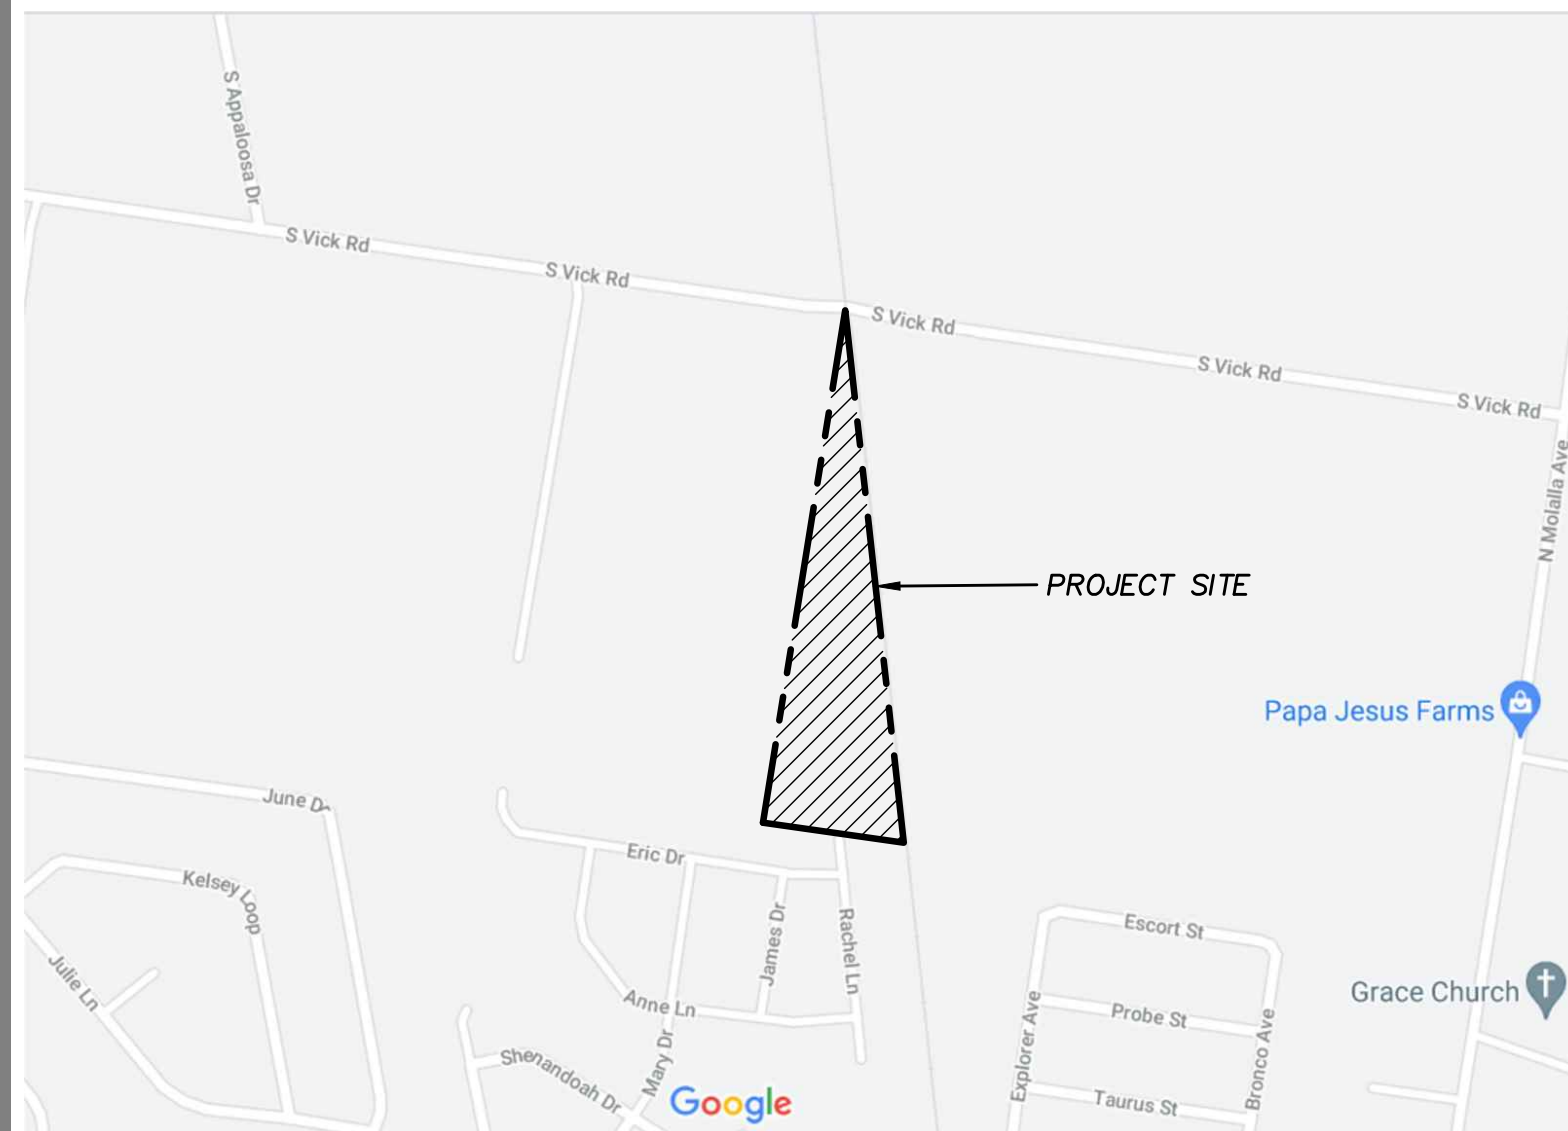 S Appaloosa Dr
S Vick Rd
S Vick Rd
S Vick Rd
S Vick Rd
S Vick Rd
N Molalla Ave
PROJECT SITE
Papa Jesus Farms
June Dr
Eric Dr
Kelsey Loop
James Dr
Rachel Ln
Escort St
Julie Ln
Grace Church
Anne Ln
Probe St
Explorer Ave
Bronco Ave
Mary Dr
Shenandoah Dr
Google
Taurus St